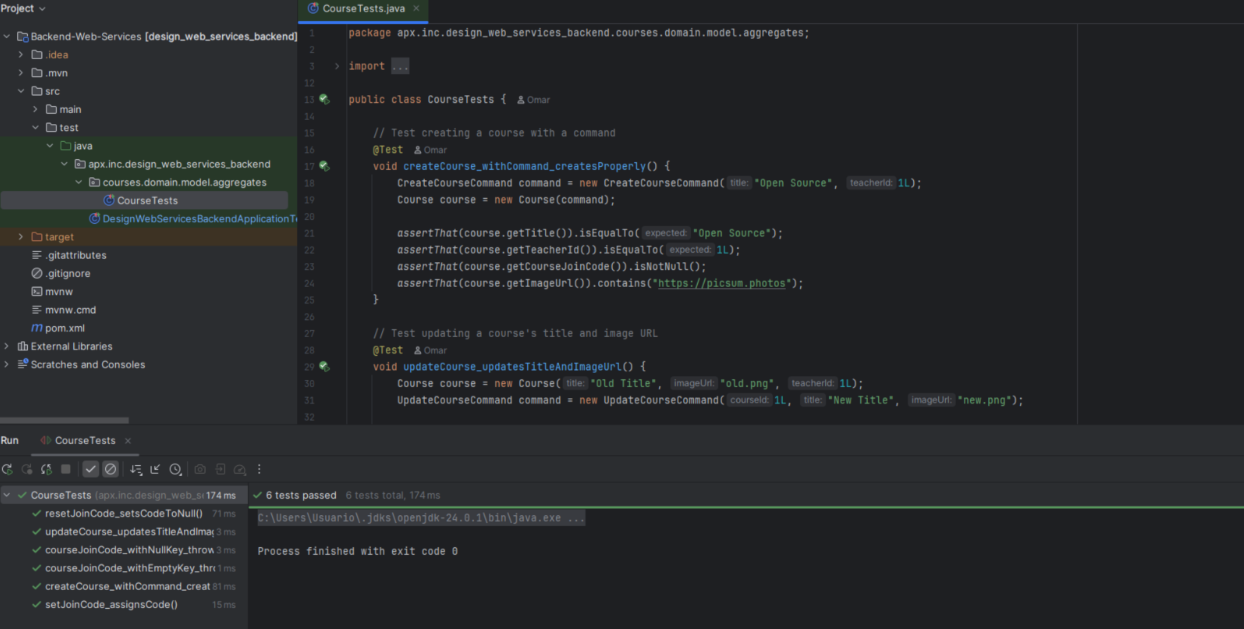 Project
CourseTests.java
Backend-Web-Services [design_web_services_backend]
.idea
.mvn
src
main
test
java
apx.inc.design_web_services_backend
courses.domain.model.aggregates
CourseTests
DesignWebServicesBackendApplicationTe
target
.gitattributes
.gitignore
mvnw
mvnw.cmd
pom.xml
External Libraries
Scratches and Consoles
1 package apx.inc.design_web_services_backend.courses.domain.model.aggregates;
2
3 import ...
12
13 public class CourseTests { Omar
14
15 // Test creating a course with a command
16 @Test Omar
17 void createCourse_withCommand_createsProperly() {
18 CreateCourseCommand command = new CreateCourseCommand( title: "Open Source", teacherId: 1L);
19 Course course = new Course(command);
20
21 assertThat(course.getTitle()).isEqualTo( expected: "Open Source");
22 assertThat(course.getTeacherId()).isEqualTo( expected: 1L);
23 assertThat(course.getCourseJoinCode()).isNotNull();
24 assertThat(course.getImageUrl()).contains("https://picsum.photos");
25 }
26
27 // Test updating a course's title and image URL
28 @Test Omar
29 void updateCourse_updatesTitleAndImageUrl() {
30 Course course = new Course( title: "Old Title", imageUrl: "old.png", teacherId: 1L);
31 UpdateCourseCommand command = new UpdateCourseCommand( courseId: 1L, title: "New Title", imageUrl: "new.png");
32
Run CourseTests
CourseTests (apx.inc.design_web_s 174 ms
resetJoinCode_setsCodeToNull() 71 ms
updateCourse_updatesTitleAndImag 3 ms
courseJoinCode_withNullKey_throw 3 ms
courseJoinCode_withEmptyKey_thr 1 ms
createCourse_withCommand_creat 81 ms
setJoinCode_assignsCode() 15 ms
6 tests passed 6 tests total, 174 ms
C:\Users\Usuario\.jdks\openjdk-24.0.1\bin\java.exe ...
Process finished with exit code 0